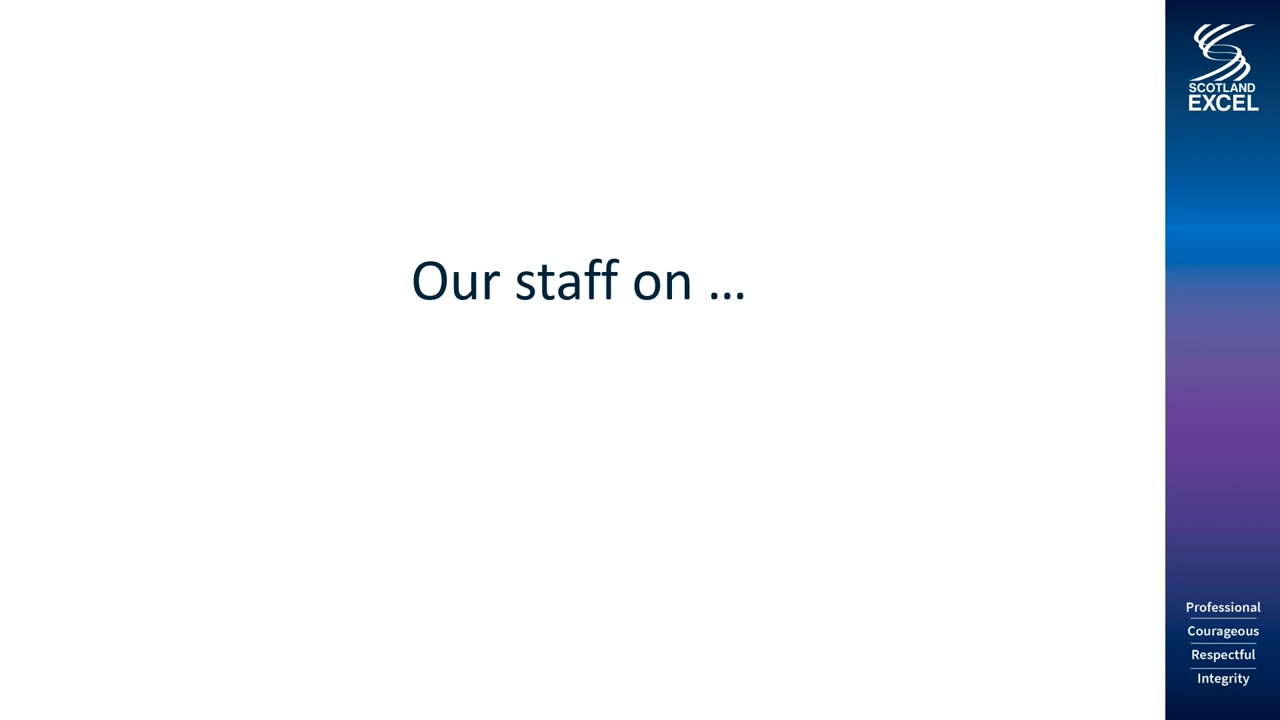 Our staff on ...
SCOTLAND
EXCEL
Professional
Courageous
Respectful
Integrity